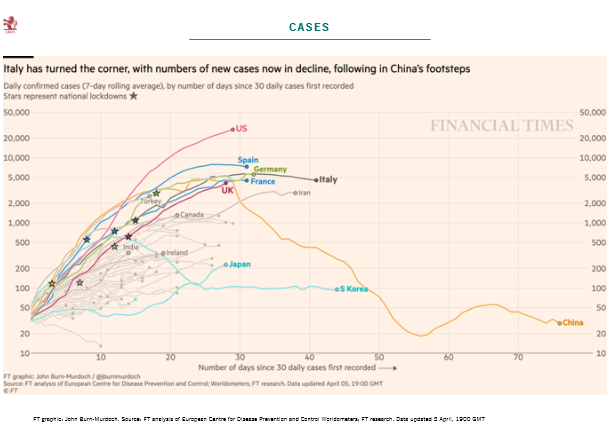 CASES
Italy has turned the corner, with numbers of new cases now in decline, following in China's footsteps
Daily confirmed cases (7-day rolling average), by number of days since 30 daily cases first recorded
Stars represent national lockdowns ★
50,000 50,000
FINANCIAL TIMES
US
20,000 20,000
10,000 10,000
Spain
Germany
5,000 5,000
France
Italy
UK
Iran
Turkey
2,000 2,000
Canada
1,000 1,000
500 500
India
Ireland
200 200
Japan
100 100
S Korea
50 50
China
20 20
10 10
10 20 30 40 50 60 70
Number of days since 30 daily cases first recorded
FT graphic: John Burn-Murdoch / @jburnmurdoch
Source: FT analysis of European Centre for Disease Prevention and Control; Worldometers; FT research. Data updated April 05, 19:00 GMT
© FT
FT graphic: John Burn-Murdoch. Source: FT analysis of European Centre for Disease Prevention and Control Worldometers; FT research. Data updated April, 1900 GMT